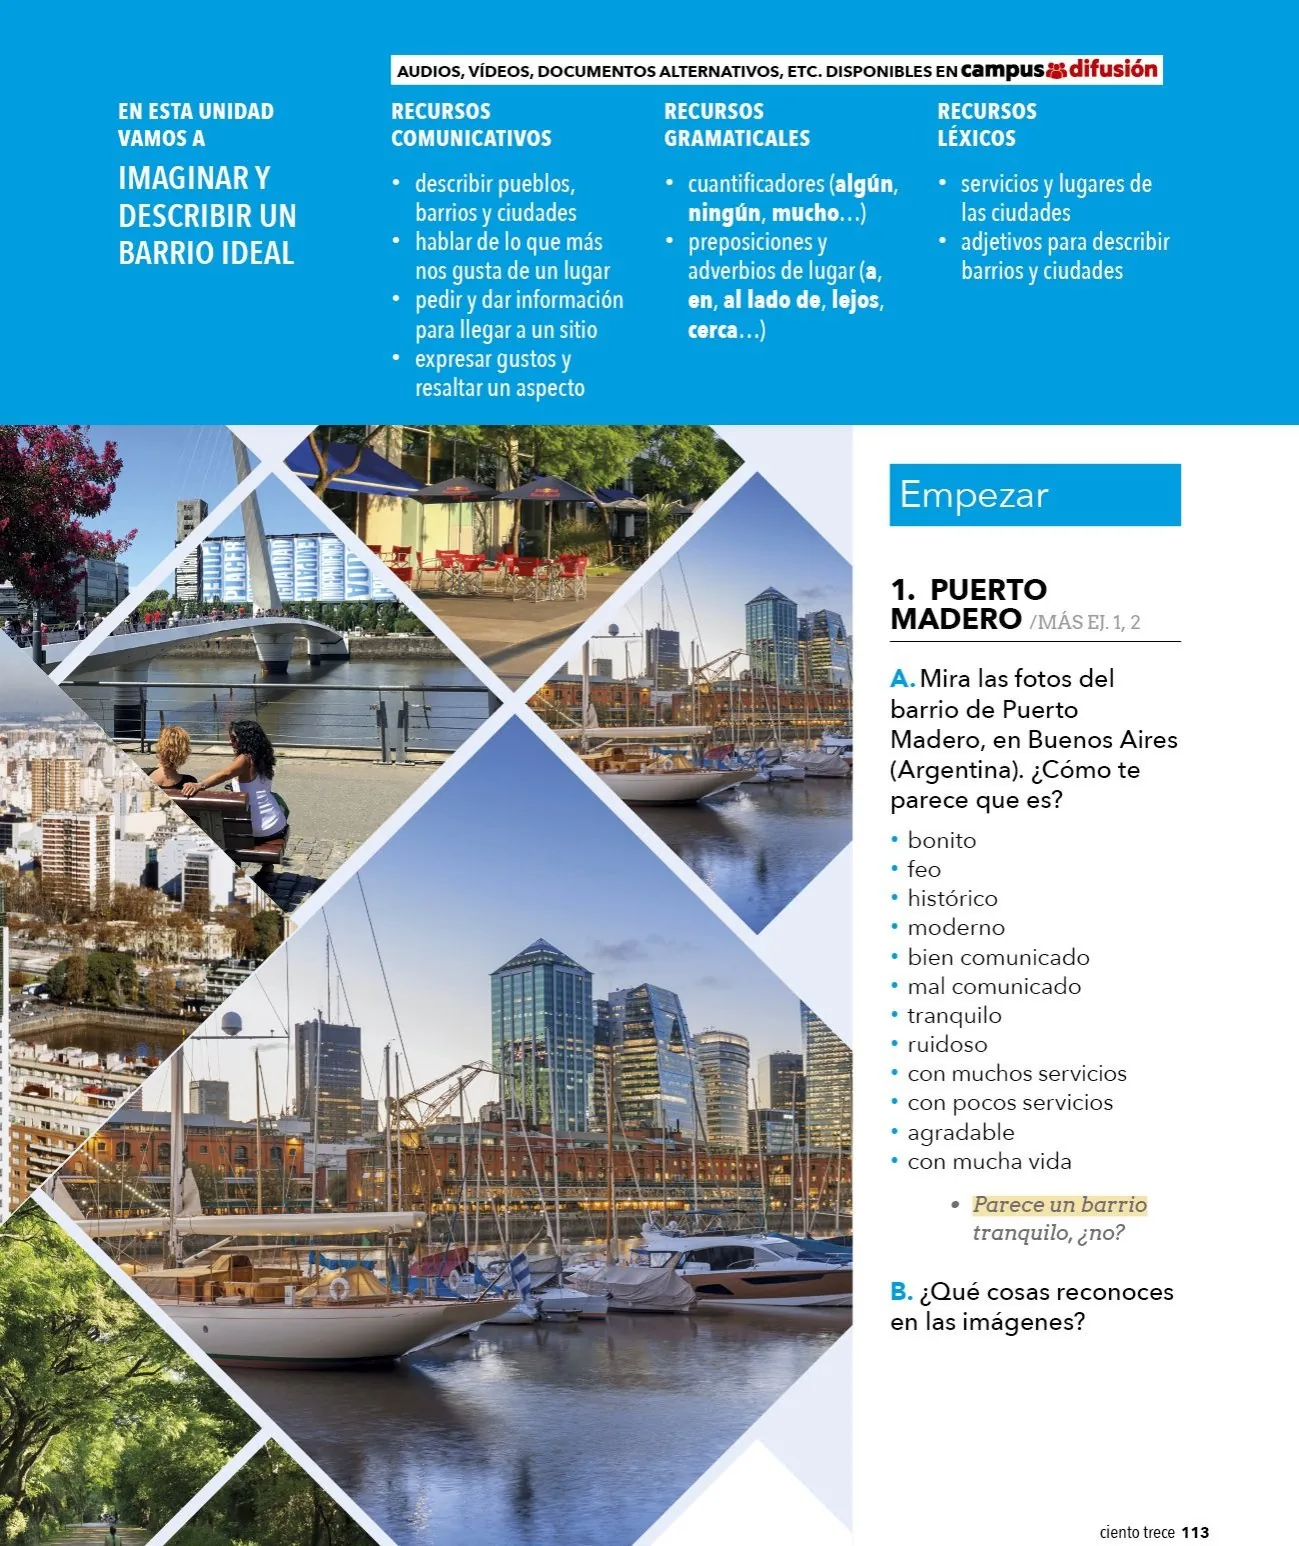 AUDIOS, VÍDEOS, DOCUMENTOS ALTERNATIVOS, ETC. DISPONIBLES EN campus difusión
EN ESTA UNIDAD
VAMOS A
IMAGINAR Y
DESCRIBIR UN
BARRIO IDEAL
RECURSOS
COMUNICATIVOS
• describir pueblos,
barrios y ciudades
• hablar de lo que más
nos gusta de un lugar
• pedir y dar información
para llegar a un sitio
• expresar gustos y
resaltar un aspecto
RECURSOS
GRAMATICALES
• cuantificadores (algún,
ningún, mucho…)
• preposiciones y
adverbios de lugar (a,
en, al lado de, lejos,
cerca…)
RECURSOS
LÉXICOS
• servicios y lugares de
las ciudades
• adjetivos para describir
barrios y ciudades
PLACER
Empezar
1. PUERTO
MADERO /MÁS EJ. 1, 2
A. Mira las fotos del
barrio de Puerto
Madero, en Buenos Aires
(Argentina). ¿Cómo te
parece que es?
• bonito
• feo
• histórico
• moderno
• bien comunicado
• mal comunicado
• tranquilo
• ruidoso
• con muchos servicios
• con pocos servicios
• agradable
• con mucha vida
• Parece un barrio
tranquilo, ¿no?
B. ¿Qué cosas reconoces
en las imágenes?
ciento trece 113